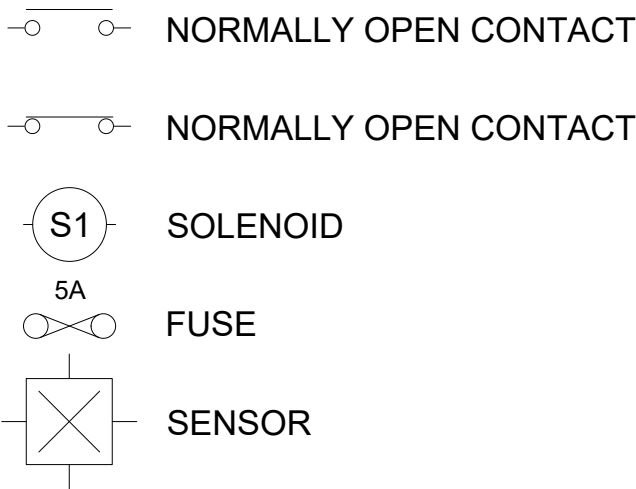 NORMALLY OPEN CONTACT
NORMALLY OPEN CONTACT
S1 SOLENOID
5A
FUSE
SENSOR